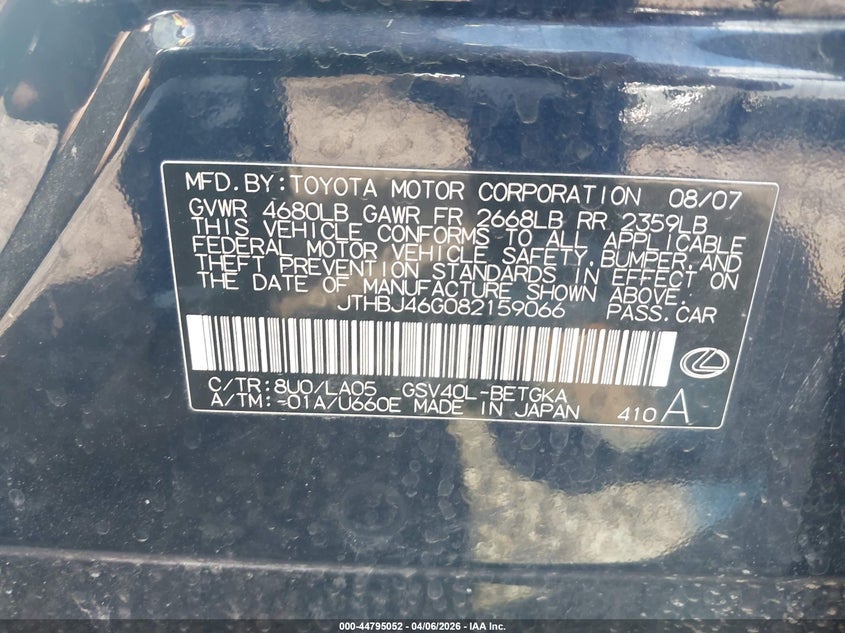 MFD.BY:TOYOTA MOTOR CORPORATION 08/07
GVWR 4680LB GAWR FR 2668LB RR 2359LB
THIS VEHICLE CONFORMS TO ALL APPLICABLE
FEDERAL MOTOR VEHICLE SAFETY,BUMPER,AND
THEFT PREVENTION STANDARDS IN EFFECT ON
THE DATE OF MANUFACTURE SHOWN ABOVE.
JTHBJ46G082159066 PASS.CAR
C/TR:8U0/LA05 GSV40L-BETGKA
A/TM:-01A/U660E MADE IN JAPAN 410 A
000-44795052 - 04/06/2026 - IAA Inc.